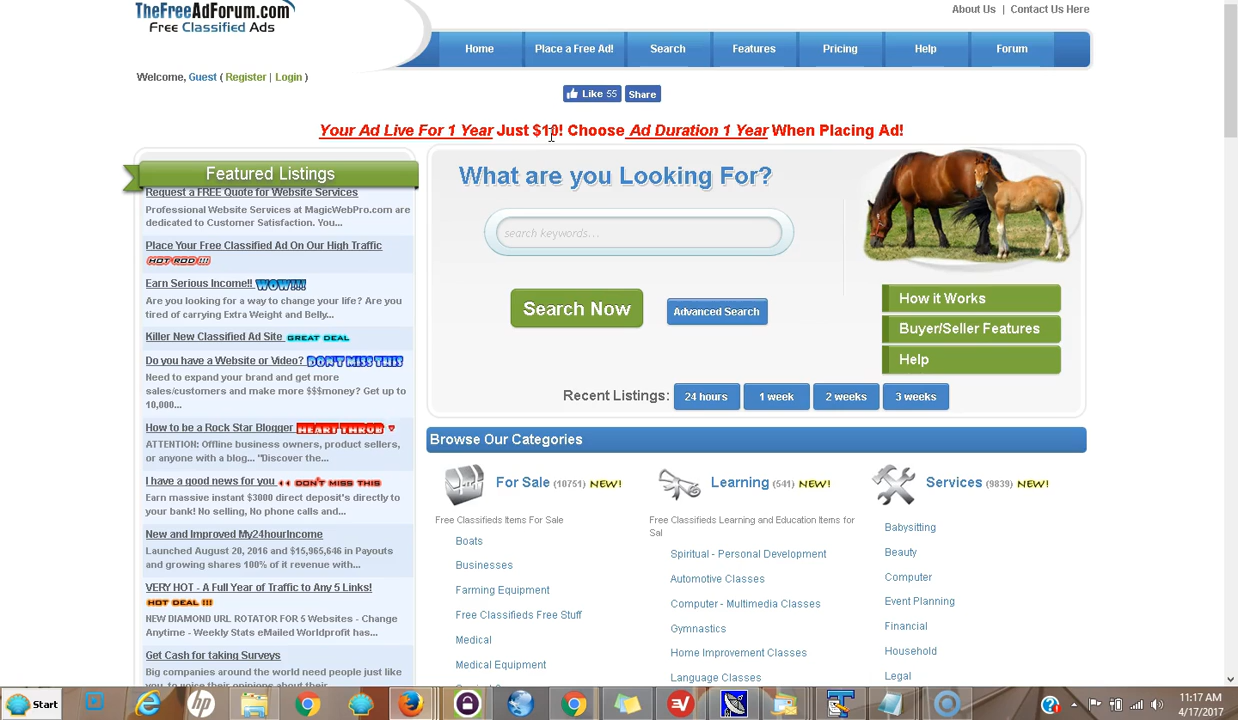 TheFreeAdForum.com
Free Classified Ads
About Us | Contact Us Here
Home
Place a Free Ad!
Search
Features
Pricing
Help
Forum
Welcome, Guest ( Register | Login )
Like 55
Share
Your Ad Live For 1 Year Just $10! Choose Ad Duration 1 Year When Placing Ad!
Featured Listings
Request a FREE Quote for Website Services
Professional Website Services at MagicWebPro.com are
dedicated to Customer Satisfaction. You...
Place Your Free Classified Ad On Our High Traffic
HOT ROD !!!
Earn Serious Income!! WOW!!!
Are you looking for a way to change your life? Are you
tired of carrying Extra Weight and Belly...
Killer New Classified Ad Site GREAT DEAL
Do you have a Website or Video? DON'T MISS THIS
Need to expand your brand and get more
sales/customers and make more $$$money? Get up to
10,000...
How to be a Rock Star Blogger HEART THROB
ATTENTION: Offline business owners, product sellers,
or anyone with a blog... "Discover the...
I have a good news for you DON'T MISS THIS
Earn massive instant $3000 direct deposit's directly to
your bank! No selling, No phone calls and...
New and Improved My24hourIncome
Launched August 20, 2016 and $15,965,646 in Payouts
and growing shares 100% of it revenue with...
VERY HOT - A Full Year of Traffic to Any 5 Links!
HOT DEAL !!!
NEW DIAMOND URL ROTATOR FOR 5 Websites - Change
Anytime - Weekly Stats eMailed Worldprofit has...
Get Cash for taking Surveys
Big companies around the world need people just like
What are you Looking For?
search keywords...
Search Now
Advanced Search
How it Works
Buyer/Seller Features
Help
Recent Listings:
24 hours
1 week
2 weeks
3 weeks
Browse Our Categories
For Sale (10751) NEW!
Free Classifieds Items For Sale
Boats
Businesses
Farming Equipment
Free Classifieds Free Stuff
Medical
Medical Equipment
Learning (541) NEW!
Free Classifieds Learning and Education Items for
Sal
Spiritual - Personal Development
Automotive Classes
Computer - Multimedia Classes
Gymnastics
Home Improvement Classes
Language Classes
Services (9839) NEW!
Babysitting
Beauty
Computer
Event Planning
Financial
Household
Legal
Start
11:17 AM
4/17/2017